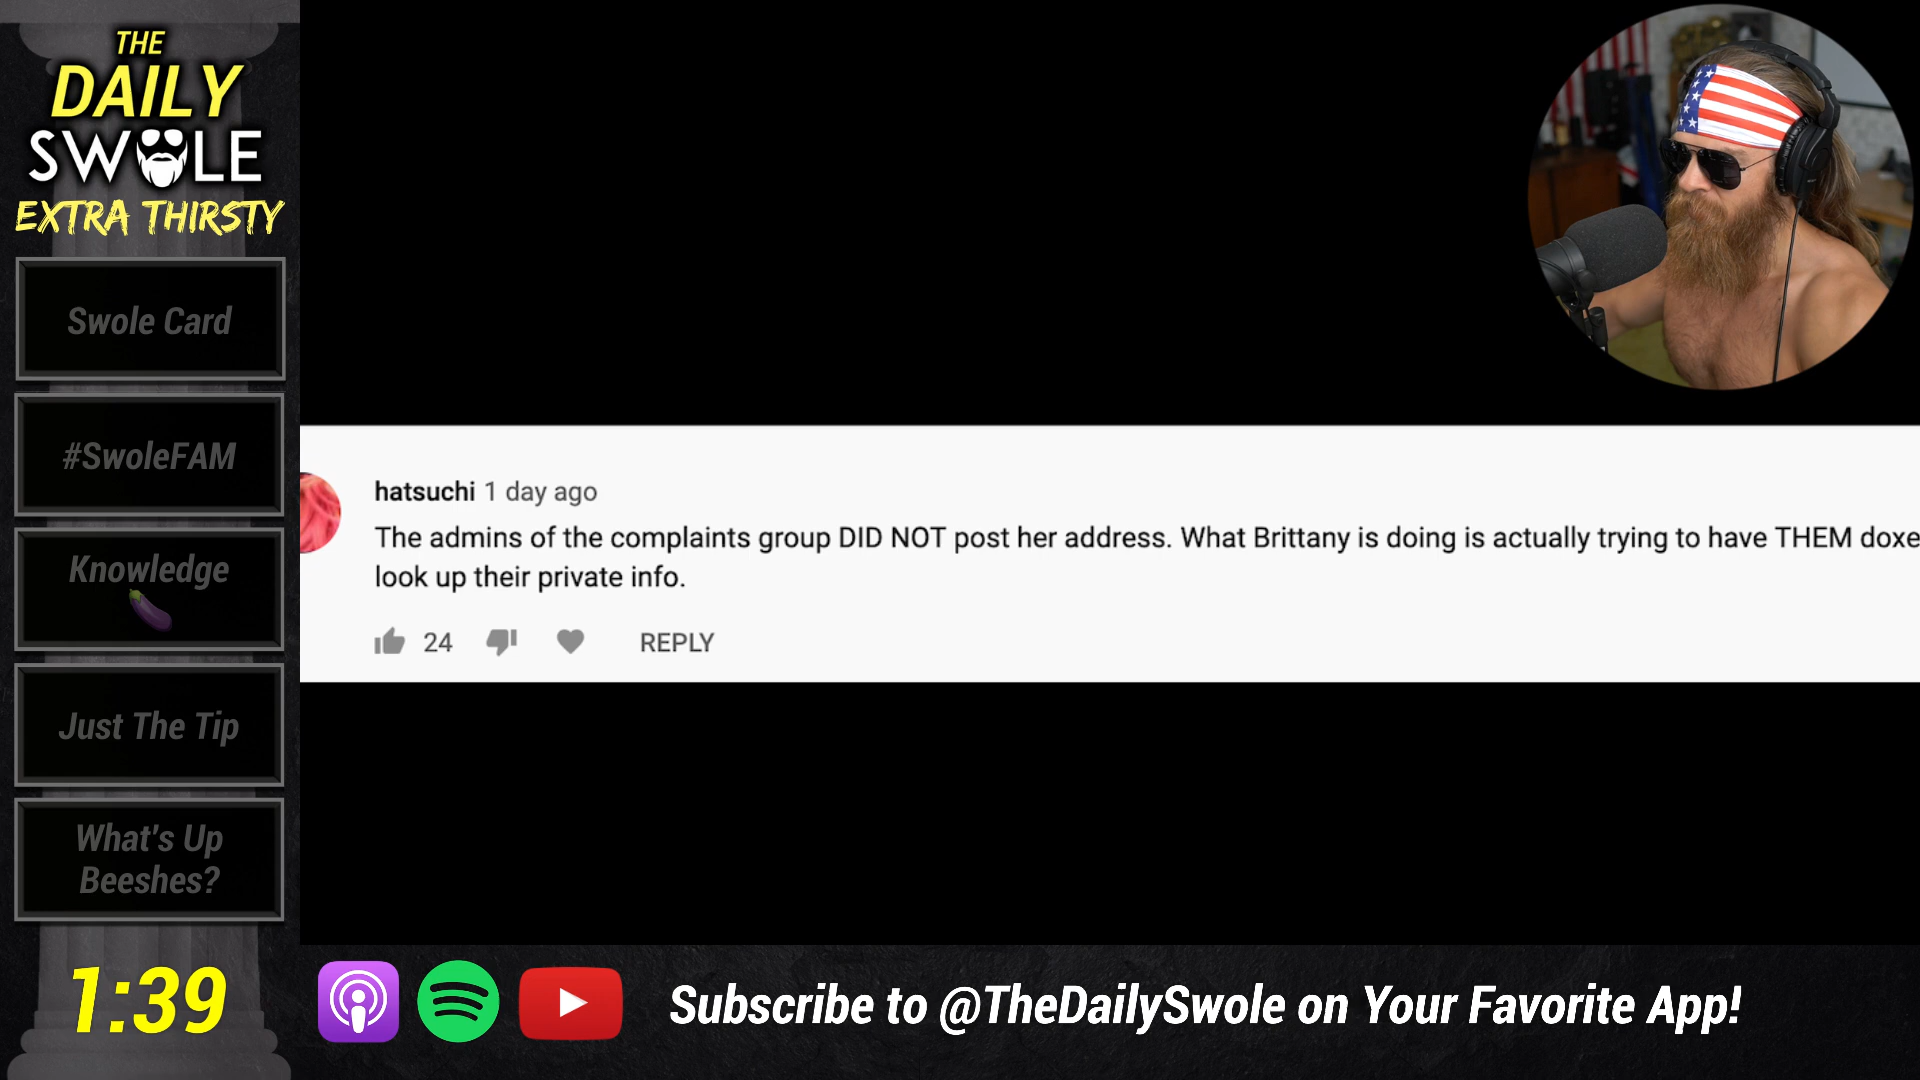 THE
DAILY
SWOLE
EXTRA THIRSTY
Swole Card
#SwoleFAM
Knowledge
Just The Tip
What's Up
Beeshes?
1:39
hatsuchi 1 day ago
The admins of the complaints group DID NOT post her address. What Brittany is doing is actually trying to have THEM doxe
look up their private info.
24 REPLY
Subscribe to @TheDailySwole on Your Favorite App!